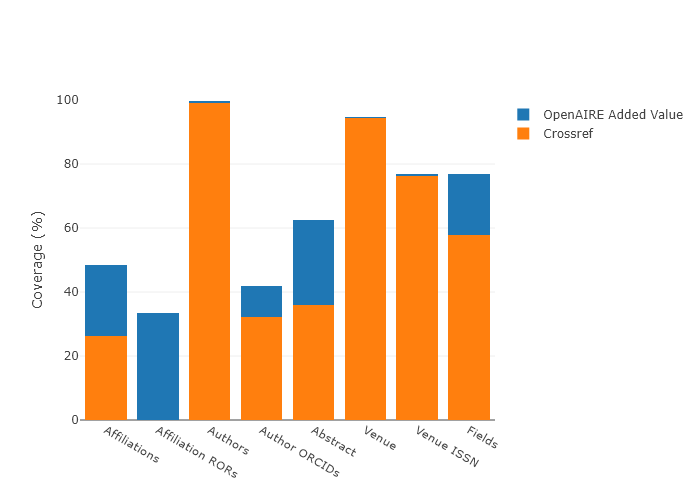 OpenAIRE Added Value
Crossref
Coverage (%)
100
80
60
40
20
0
Affiliations
Affiliation RORs
Authors
Author ORCIDs
Abstract
Venue
Venue ISSN
Fields